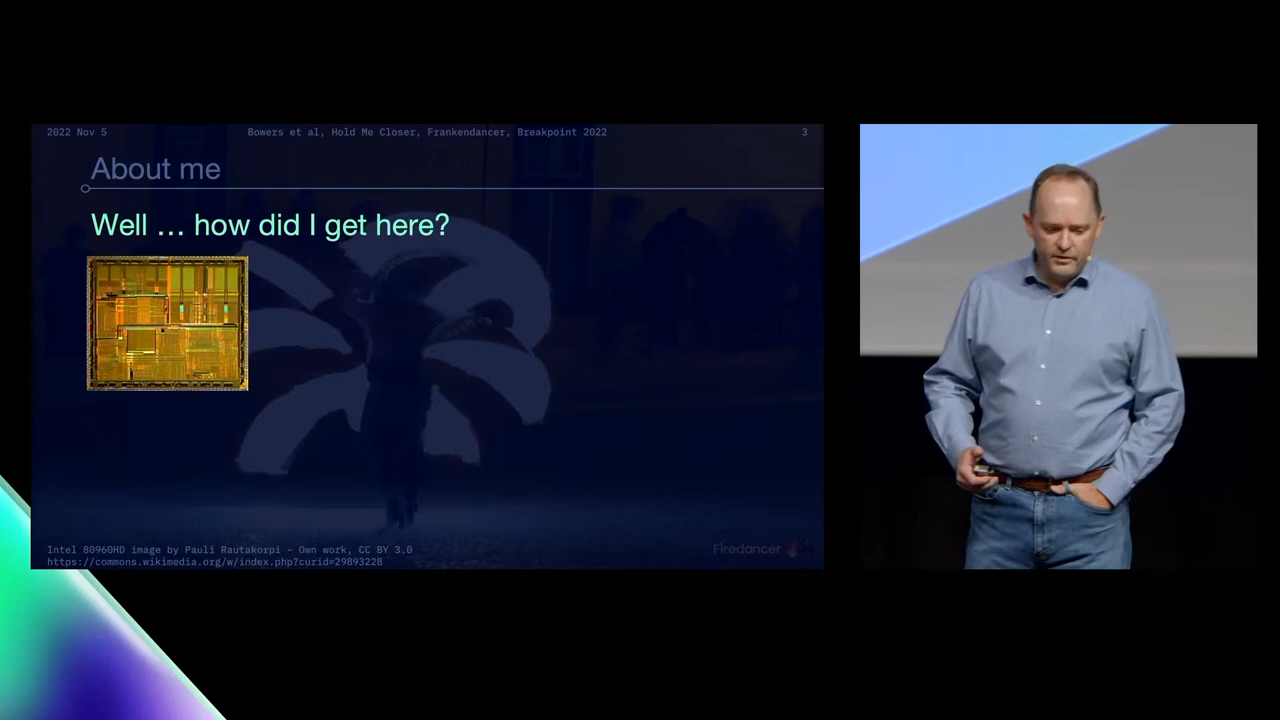 2022 Nov 5
Bowers et al, Hold Me Closer, Frankendancer, Breakpoint 2022
3
About me
Well … how did I get here?
Intel 80960HD image by Pauli Rautakorpi - Own work, CC BY 3.0
https://commons.wikimedia.org/w/index.php?curid=29893228
Firedancer